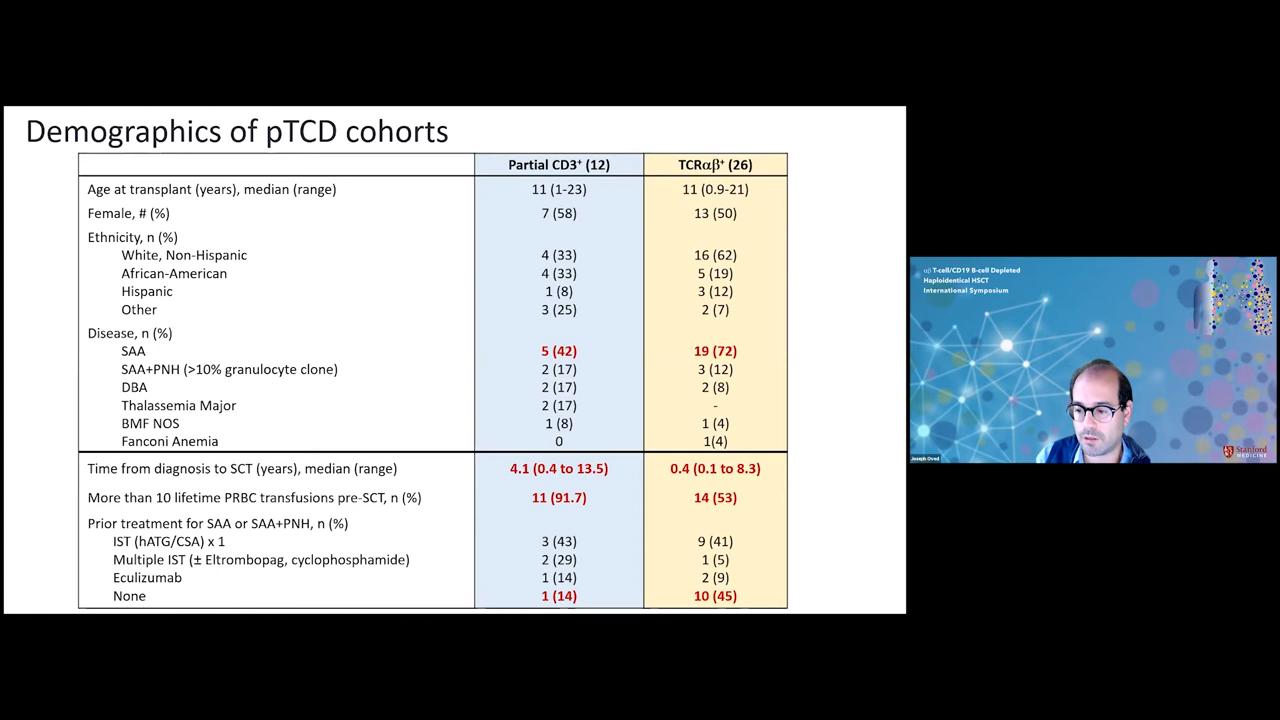 Demographics of pTCD cohorts
Partial CD3⁺ (12) TCRαβ⁺ (26)
Age at transplant (years), median (range) 11 (1-23) 11 (0.9-21)
Female, # (%) 7 (58) 13 (50)
Ethnicity, n (%)
White, Non-Hispanic 4 (33) 16 (62)
African-American 4 (33) 5 (19)
Hispanic 1 (8) 3 (12)
Other 3 (25) 2 (7)
Disease, n (%)
SAA 5 (42) 19 (72)
SAA+PNH (>10% granulocyte clone) 2 (17) 3 (12)
DBA 2 (17) 2 (8)
Thalassemia Major 2 (17) -
BMF NOS 1 (8) 1 (4)
Fanconi Anemia 0 1(4)
Time from diagnosis to SCT (years), median (range) 4.1 (0.4 to 13.5) 0.4 (0.1 to 8.3)
More than 10 lifetime PRBC transfusions pre-SCT, n (%) 11 (91.7) 14 (53)
Prior treatment for SAA or SAA+PNH, n (%)
IST (hATG/CSA) x 1 3 (43) 9 (41)
Multiple IST (± Eltrombopag, cyclophosphamide) 2 (29) 1 (5)
Eculizumab 1 (14) 2 (9)
None 1 (14) 10 (45)
αβ T-cell/CD19 B-cell Depleted
Haploidentical HSCT
International Symposium
Joseph Oved
Stanford
MEDICINE